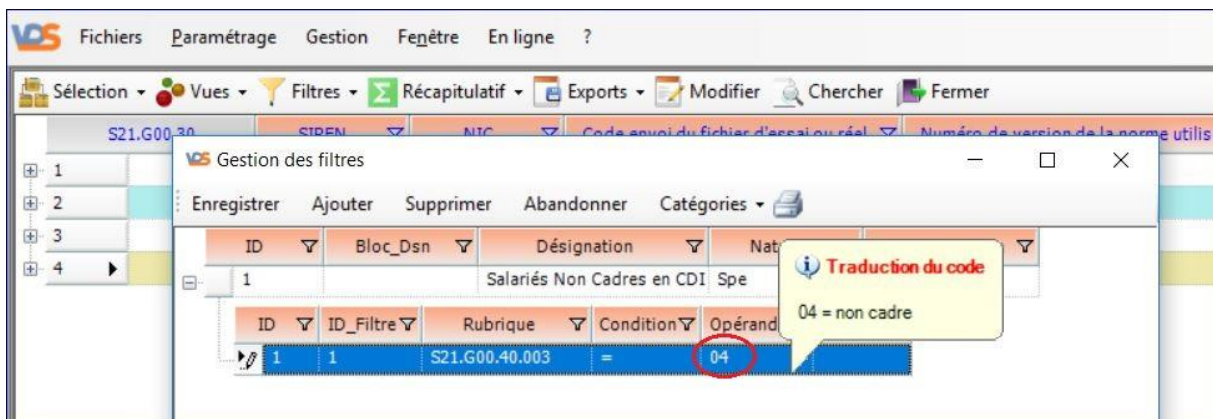 VDS Fichiers Paramétrage Gestion Fenêtre En ligne ?
Sélection Vues Filtres Récapitulatif Exports Modifier Chercher Fermer
S21.G00.30 SIREN NIC Code envoi du fichier d'essai ou réel Numéro de version de la norme utilis
1
2
3
4
VDS Gestion des filtres
Enregistrer Ajouter Supprimer Abandonner Catégories
ID Bloc_Dsn Désignation Nat
1 Salariés Non Cadres en CDI Spe
Traduction du code
04 = non cadre
ID ID_Filtre Rubrique Condition Opérand
1 1 S21.G00.40.003 = 04